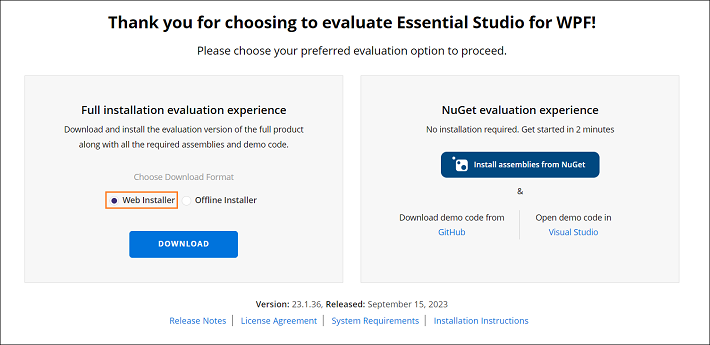 Thank you for choosing to evaluate Essential Studio for WPF!
Please choose your preferred evaluation option to proceed.
Full installation evaluation experience
Download and install the evaluation version of the full product
along with all the required assemblies and demo code.
Choose Download Format
Web Installer Offline Installer
DOWNLOAD
NuGet evaluation experience
No installation required. Get started in 2 minutes
Install assemblies from NuGet
&
Download demo code from
GitHub
Open demo code in
Visual Studio
Version: 23.1.36, Released: September 15, 2023
Release Notes | License Agreement | System Requirements | Installation Instructions